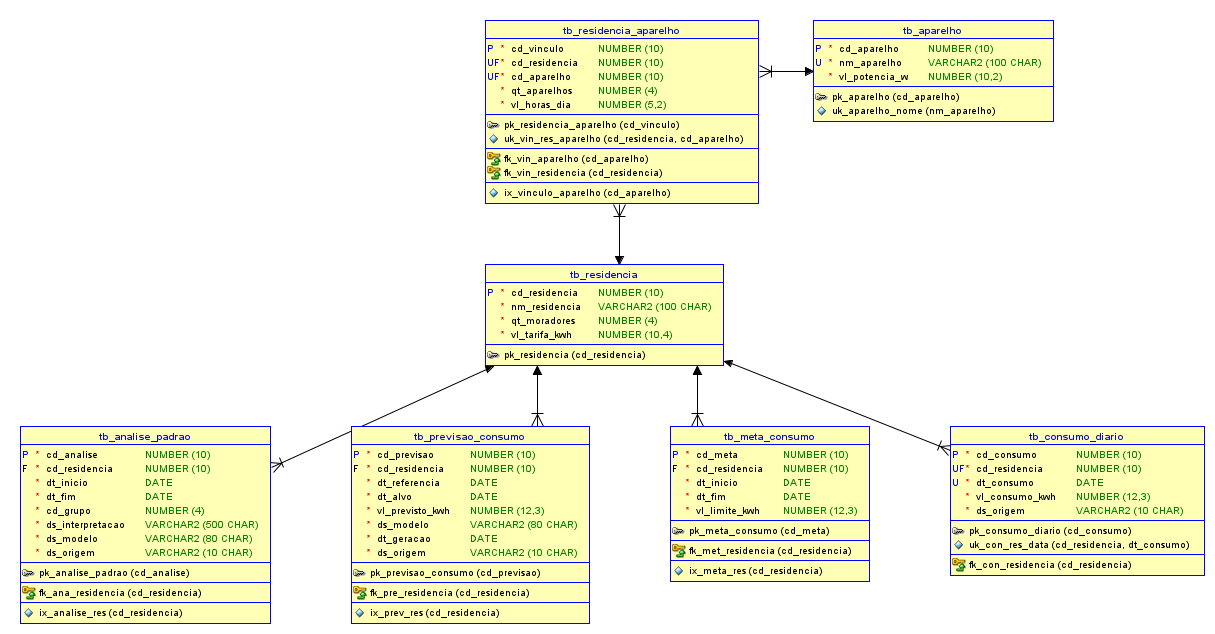 tb_residencia_aparelho
P * cd_vinculo NUMBER (10)
UF* cd_residencia NUMBER (10)
UF* cd_aparelho NUMBER (10)
* qt_aparelhos NUMBER (4)
* vl_horas_dia NUMBER (5,2)
pk_residencia_aparelho (cd_vinculo)
uk_vin_res_aparelho (cd_residencia, cd_aparelho)
fk_vin_aparelho (cd_aparelho)
fk_vin_residencia (cd_residencia)
ix_vinculo_aparelho (cd_aparelho)
tb_aparelho
P * cd_aparelho NUMBER (10)
U * nm_aparelho VARCHAR2 (100 CHAR)
* vl_potencia_w NUMBER (10,2)
pk_aparelho (cd_aparelho)
uk_aparelho_nome (nm_aparelho)
tb_residencia
P * cd_residencia NUMBER (10)
* nm_residencia VARCHAR2 (100 CHAR)
* qt_moradores NUMBER (4)
* vl_tarifa_kwh NUMBER (10,4)
pk_residencia (cd_residencia)
tb_analise_padrao
P * cd_analise NUMBER (10)
F * cd_residencia NUMBER (10)
* dt_inicio DATE
* dt_fim DATE
* cd_grupo NUMBER (4)
* ds_interpretacao VARCHAR2 (500 CHAR)
* ds_modelo VARCHAR2 (80 CHAR)
* ds_origem VARCHAR2 (10 CHAR)
pk_analise_padrao (cd_analise)
fk_ana_residencia (cd_residencia)
ix_analise_res (cd_residencia)
tb_previsao_consumo
P * cd_previsao NUMBER (10)
F * cd_residencia NUMBER (10)
* dt_referencia DATE
* dt_alvo DATE
* vl_previsto_kwh NUMBER (12,3)
* ds_modelo VARCHAR2 (80 CHAR)
* dt_geracao DATE
* ds_origem VARCHAR2 (10 CHAR)
pk_previsao_consumo (cd_previsao)
fk_pre_residencia (cd_residencia)
ix_prev_res (cd_residencia)
tb_meta_consumo
P * cd_meta NUMBER (10)
F * cd_residencia NUMBER (10)
* dt_inicio DATE
* dt_fim DATE
* vl_limite_kwh NUMBER (12,3)
pk_meta_consumo (cd_meta)
fk_met_residencia (cd_residencia)
ix_meta_res (cd_residencia)
tb_consumo_diario
P * cd_consumo NUMBER (10)
UF* cd_residencia NUMBER (10)
U * dt_consumo DATE
* vl_consumo_kwh NUMBER (12,3)
* ds_origem VARCHAR2 (10 CHAR)
pk_consumo_diario (cd_consumo)
uk_con_res_data (cd_residencia, dt_consumo)
fk_con_residencia (cd_residencia)